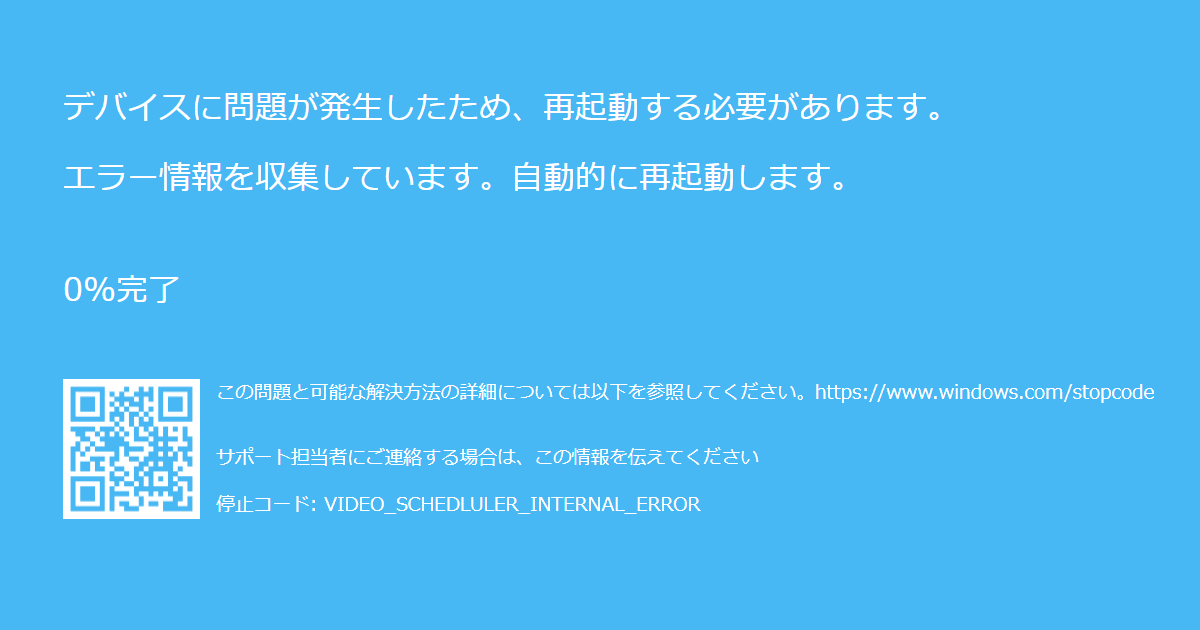 デバイスに問題が発生したため、再起動する必要があります。
エラー情報を収集しています。自動的に再起動します。
0%完了
この問題と可能な解決方法の詳細については以下を参照してください。https://www.windows.com/stopcode
サポート担当者にご連絡する場合は、この情報を伝えてください
停止コード: VIDEO_SCHEDLULER_INTERNAL_ERROR